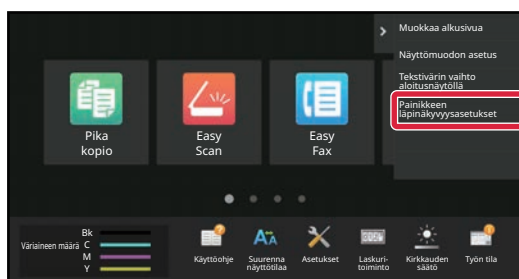 Muokkaa alkusivua
Näyttömuodon asetus
Tekstivärin vaihto
aloitusnäytöllä
Painikkeen
läpinäkyvyysasetukset
Pika
kopio
Easy
Scan
Easy
Fax
Väriaineen määrä
Bk
C
M
Y
Käyttöohje
Suurenna
näyttötilaa
Asetukset
Laskuri-
toiminto
Kirkkauden
säätö
Työn tila